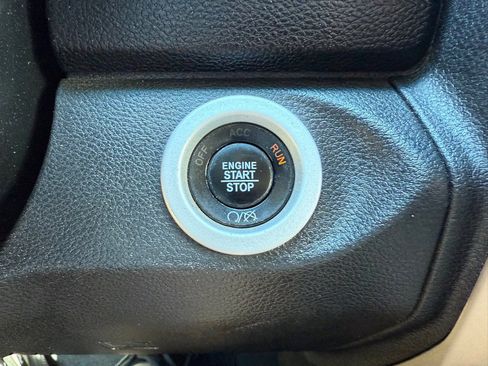 OFF
ACC
RUN
ENGINE
START
STOP